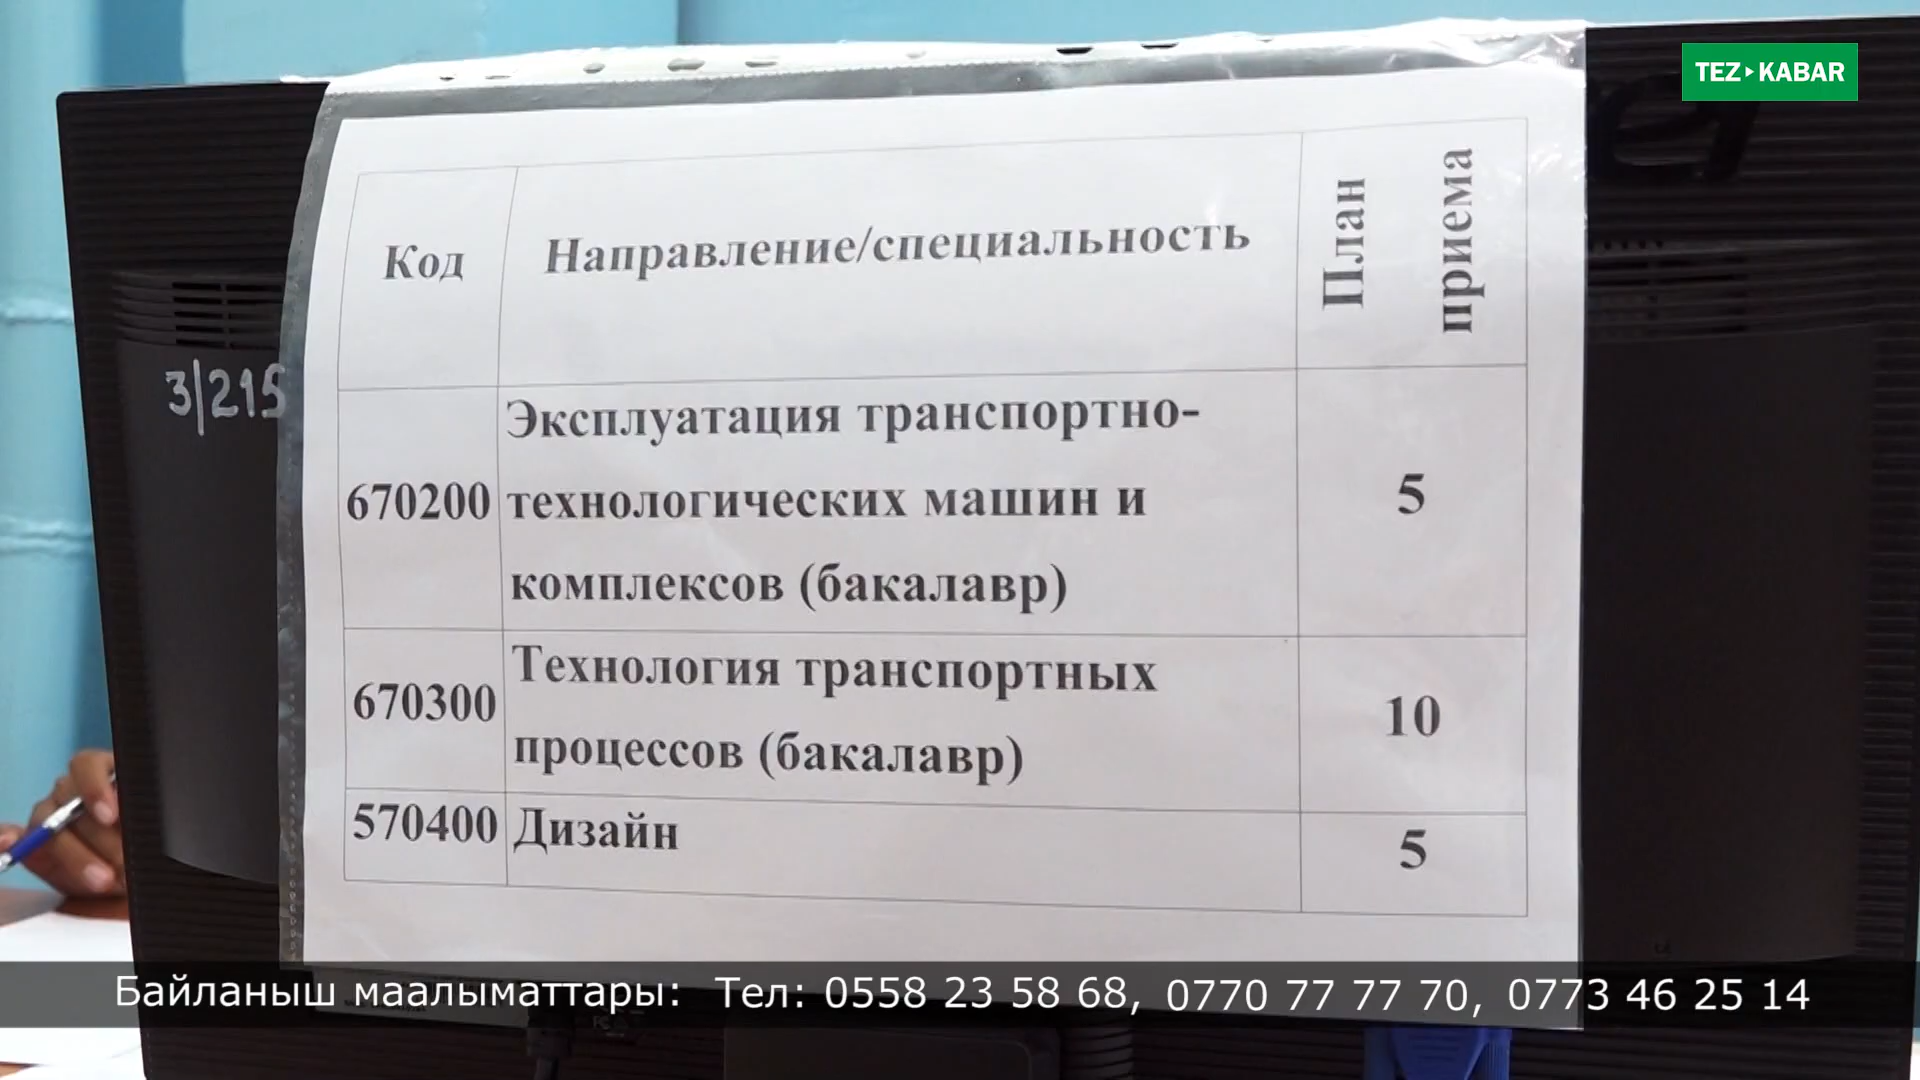 TEZ KABAR
Код
Направление/специальность
План приема
670200
Эксплуатация транспортно-
технологических машин и
комплексов (бакалавр)
5
670300
Технология транспортных
процессов (бакалавр)
10
570400
Дизайн
5
3/215
Байланыш маалыматтары: Тел: 0558 23 58 68, 0770 77 77 70, 0773 46 25 14